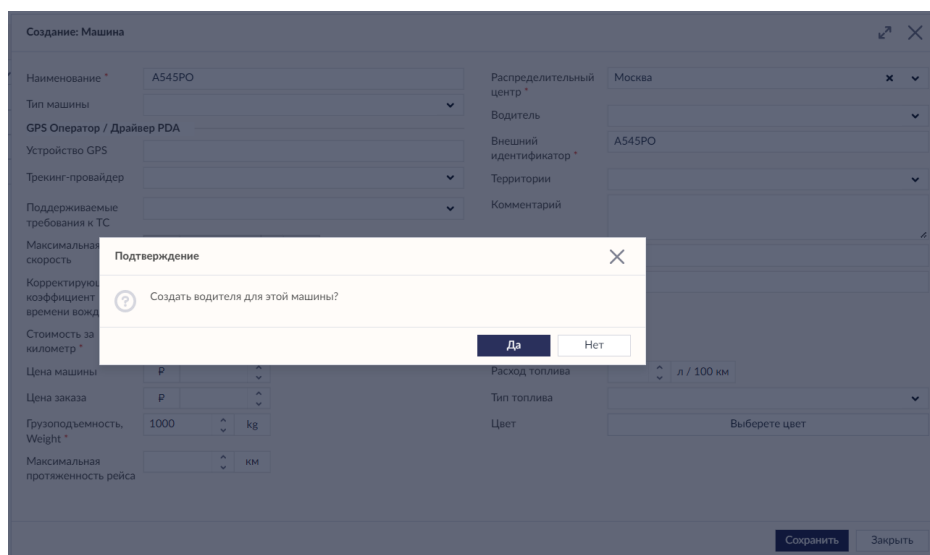 Создание: Машина
Наименование *
A545PO
Распределительный
центр *
Москва
Тип машины
Водитель
GPS Оператор / Драйвер PDA
Внешний
идентификатор *
A545PO
Устройство GPS
Трекинг-провайдер
Территории
Поддерживаемые
требования к ТС
Комментарий
Максимальная
скорость
Подтверждение
Корректирующ
коэффициент
времени вожд
Создать водителя для этой машины?
Стоимость за
километр *
Да
Нет
Цена машины
₽
Расход топлива
л / 100 км
Цена заказа
₽
Тип топлива
Грузоподъемность,
Weight *
1000
kg
Цвет
Выберете цвет
Максимальная
протяженность рейса
км
Сохранить
Закрыть